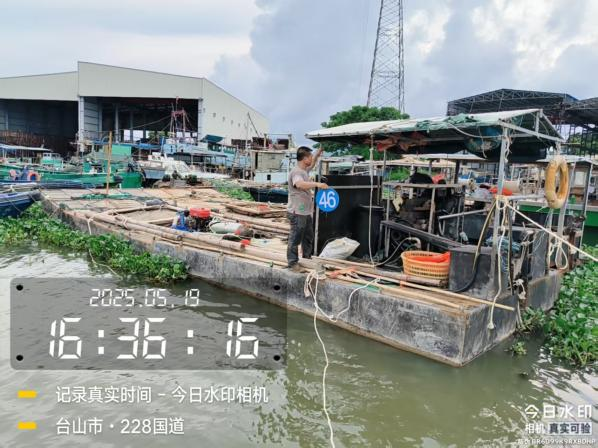 46
2025.05.19
16:36:16
记录真实时间 - 今日水印相机
台山市·228国道
今日水印
相机 真实可验